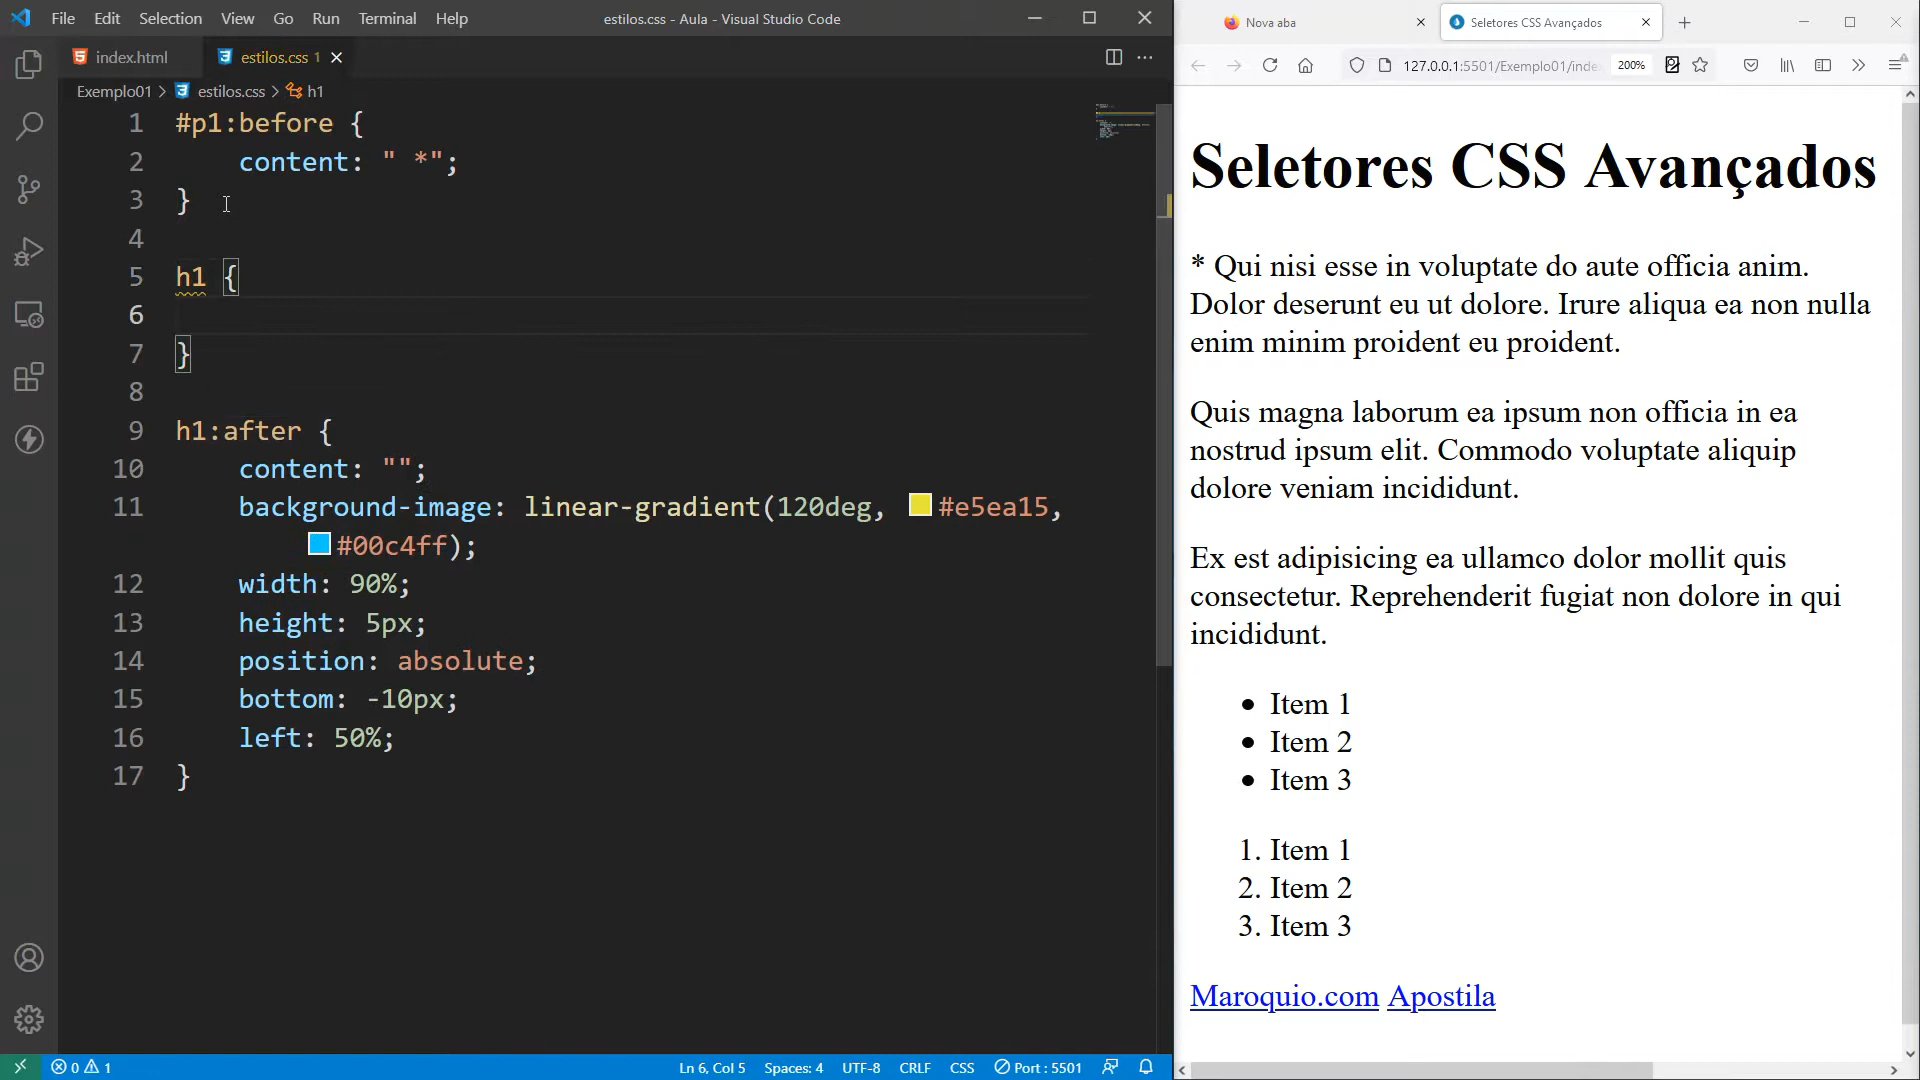 File Edit Selection View Go Run Terminal Help
estilos.css - Aula - Visual Studio Code
index.html
estilos.css 1
Exemplo01 > estilos.css > h1
1 #p1:before {
2 content: " *";
3 }
4
5 h1 {
6
7 }
8
9 h1:after {
10 content: "";
11 background-image: linear-gradient(120deg, #e5ea15,
#00c4ff);
12 width: 90%;
13 height: 5px;
14 position: absolute;
15 bottom: -10px;
16 left: 50%;
17 }
0 1
Ln 6, Col 5
Spaces: 4
UTF-8
CRLF
CSS
Port : 5501
Nova aba
Seletores CSS Avançados
127.0.0.1:5501/Exemplo01/inde
200%
Seletores CSS Avançados
* Qui nisi esse in voluptate do aute officia anim.
Dolor deserunt eu ut dolore. Irure aliqua ea non nulla
enim minim proident eu proident.
Quis magna laborum ea ipsum non officia in ea
nostrud ipsum elit. Commodo voluptate aliquip
dolore veniam incididunt.
Ex est adipisicing ea ullamco dolor mollit quis
consectetur. Reprehenderit fugiat non dolore in qui
incididunt.
• Item 1
• Item 2
• Item 3
1. Item 1
2. Item 2
3. Item 3
Maroquio.com Apostila